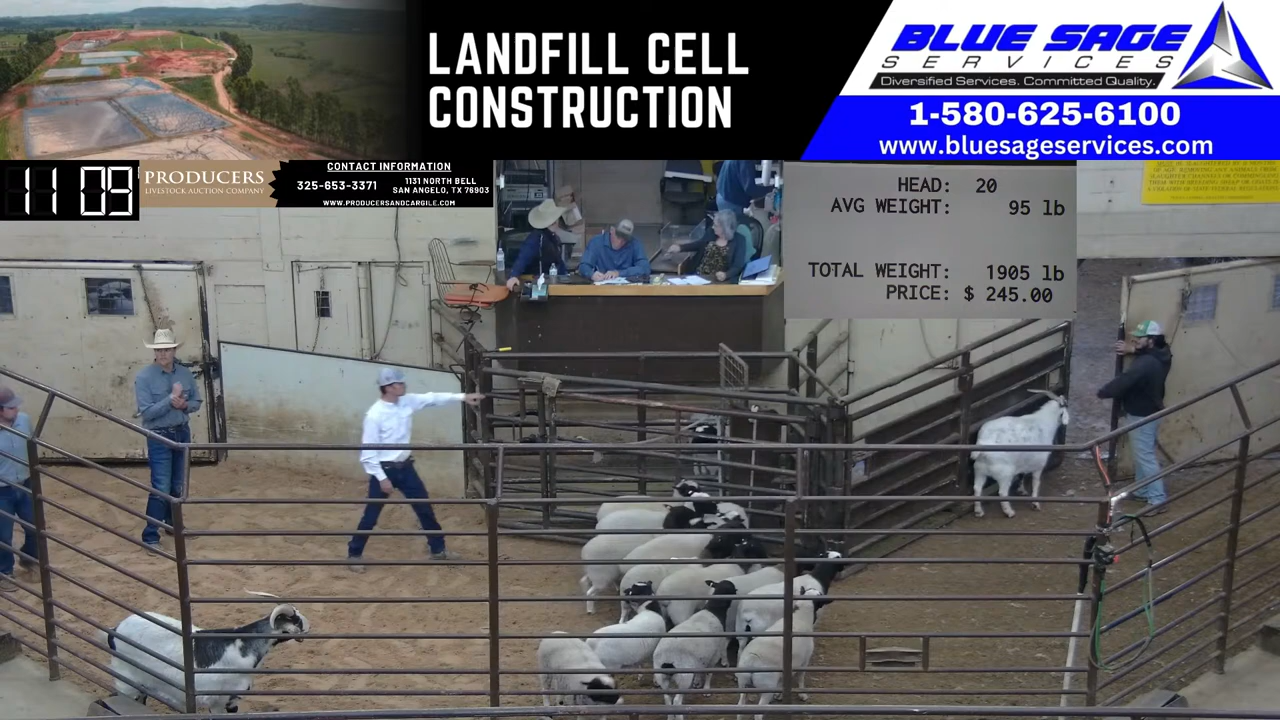 LANDFILL CELL
CONSTRUCTION
BLUE SAGE
SERVICES
Diversified Services. Committed Quality.
1-580-625-6100
www.bluesageservices.com
11 09
PRODUCERS
LIVESTOCK AUCTION COMPANY
CONTACT INFORMATION
325-653-3371
1131 NORTH BELL
SAN ANGELO, TX 76903
WWW.PRODUCERSANDCARGILE.COM
HEAD: 20
AVG WEIGHT: 95 lb
TOTAL WEIGHT: 1905 lb
PRICE: $ 245.00